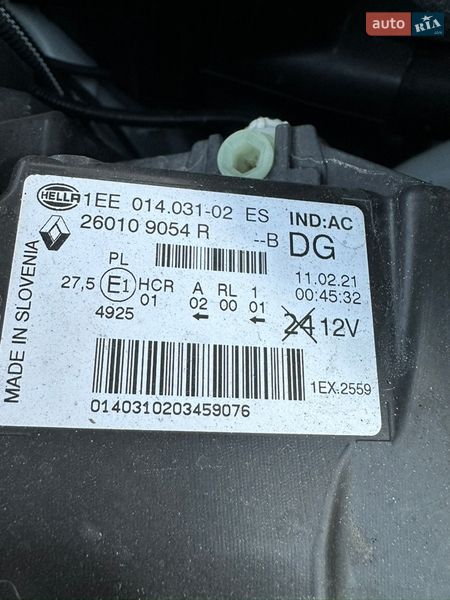 auto RIA
HELLA 1EE 014.031-02 ES IND:AC
26010 9054 R --B DG
PL
27,5 E1 HCR A RL 1
01 02 00 01
4925
11.02.21
00:45:32
24 12V
MADE IN SLOVENIA
1EX.2559
0140310203459076